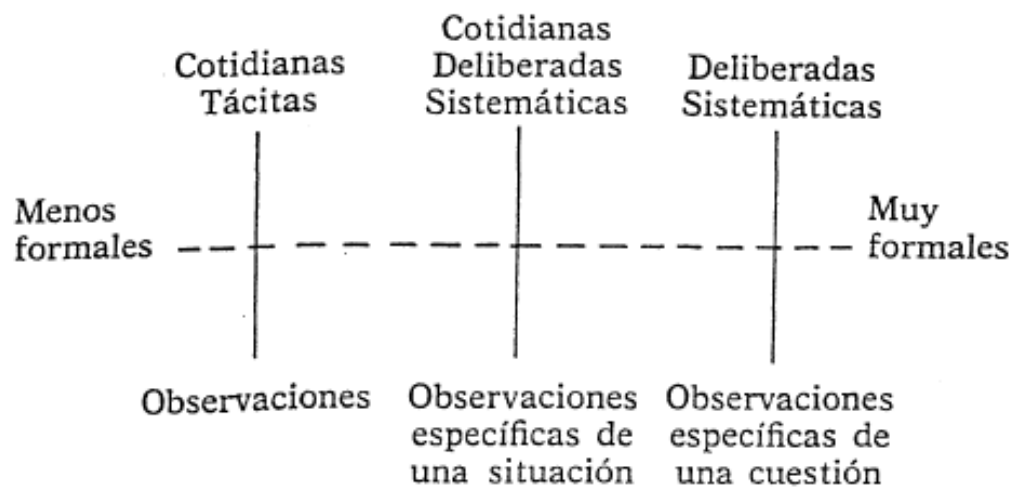 Cotidianas
Tácitas
Cotidianas
Deliberadas
Sistemáticas
Deliberadas
Sistemáticas
Menos
formales
Muy
formales
Observaciones
Observaciones
específicas de
una situación
Observaciones
específicas de
una cuestión